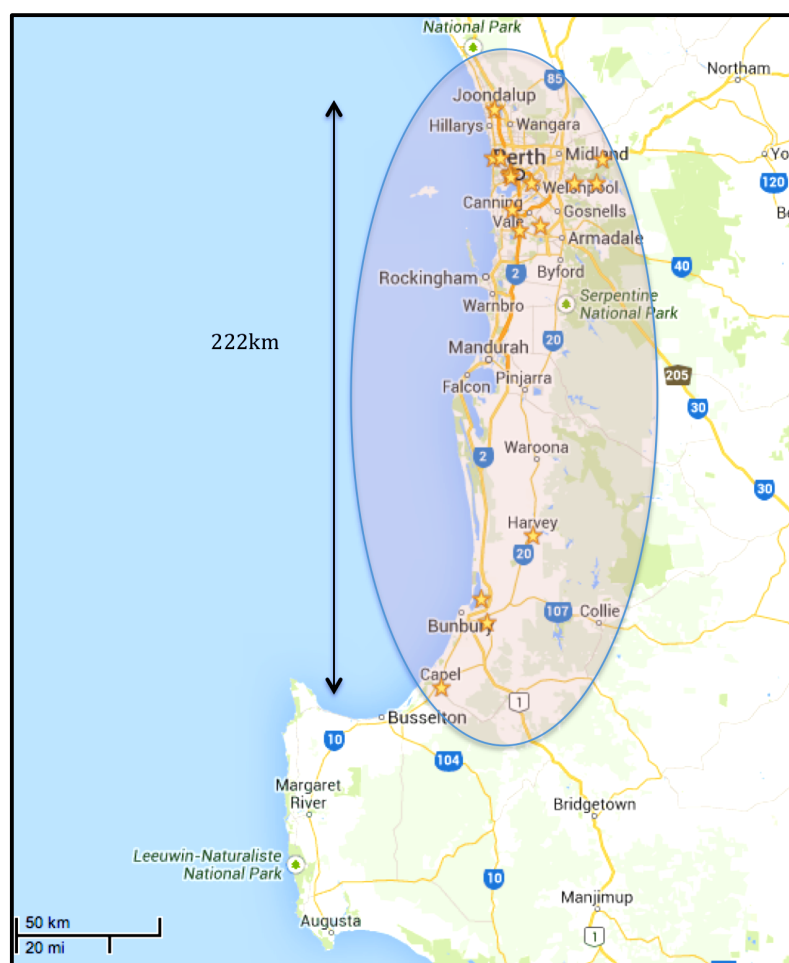 National Park
85
Northam
Joondalup
Hillarys
Wangara
Perth
Midland
Yo
120
Welshpool
Canning
Vale
Gosnells
Be
Armadale
Byford
40
Rockingham
2
Warnbro
Serpentine
National Park
222km
20
Mandurah
205
Falcon
Pinjarra
30
Waroona
2
30
Harvey
20
107
Collie
Bunbury
Capel
1
Busselton
10
104
Margaret
River
Bridgetown
Leeuwin-Naturaliste
National Park
10
Manjimup
50 km
20 mi
Augusta
1